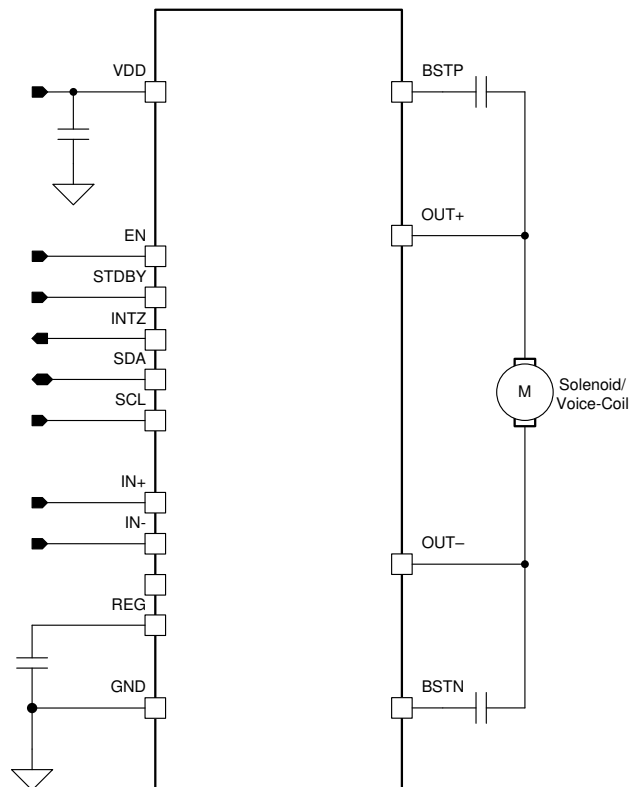 VDD
EN
STDBY
INTZ
SDA
SCL
IN+
IN-
REG
GND
BSTP
OUT+
M
Solenoid/
Voice-Coil
OUT–
BSTN